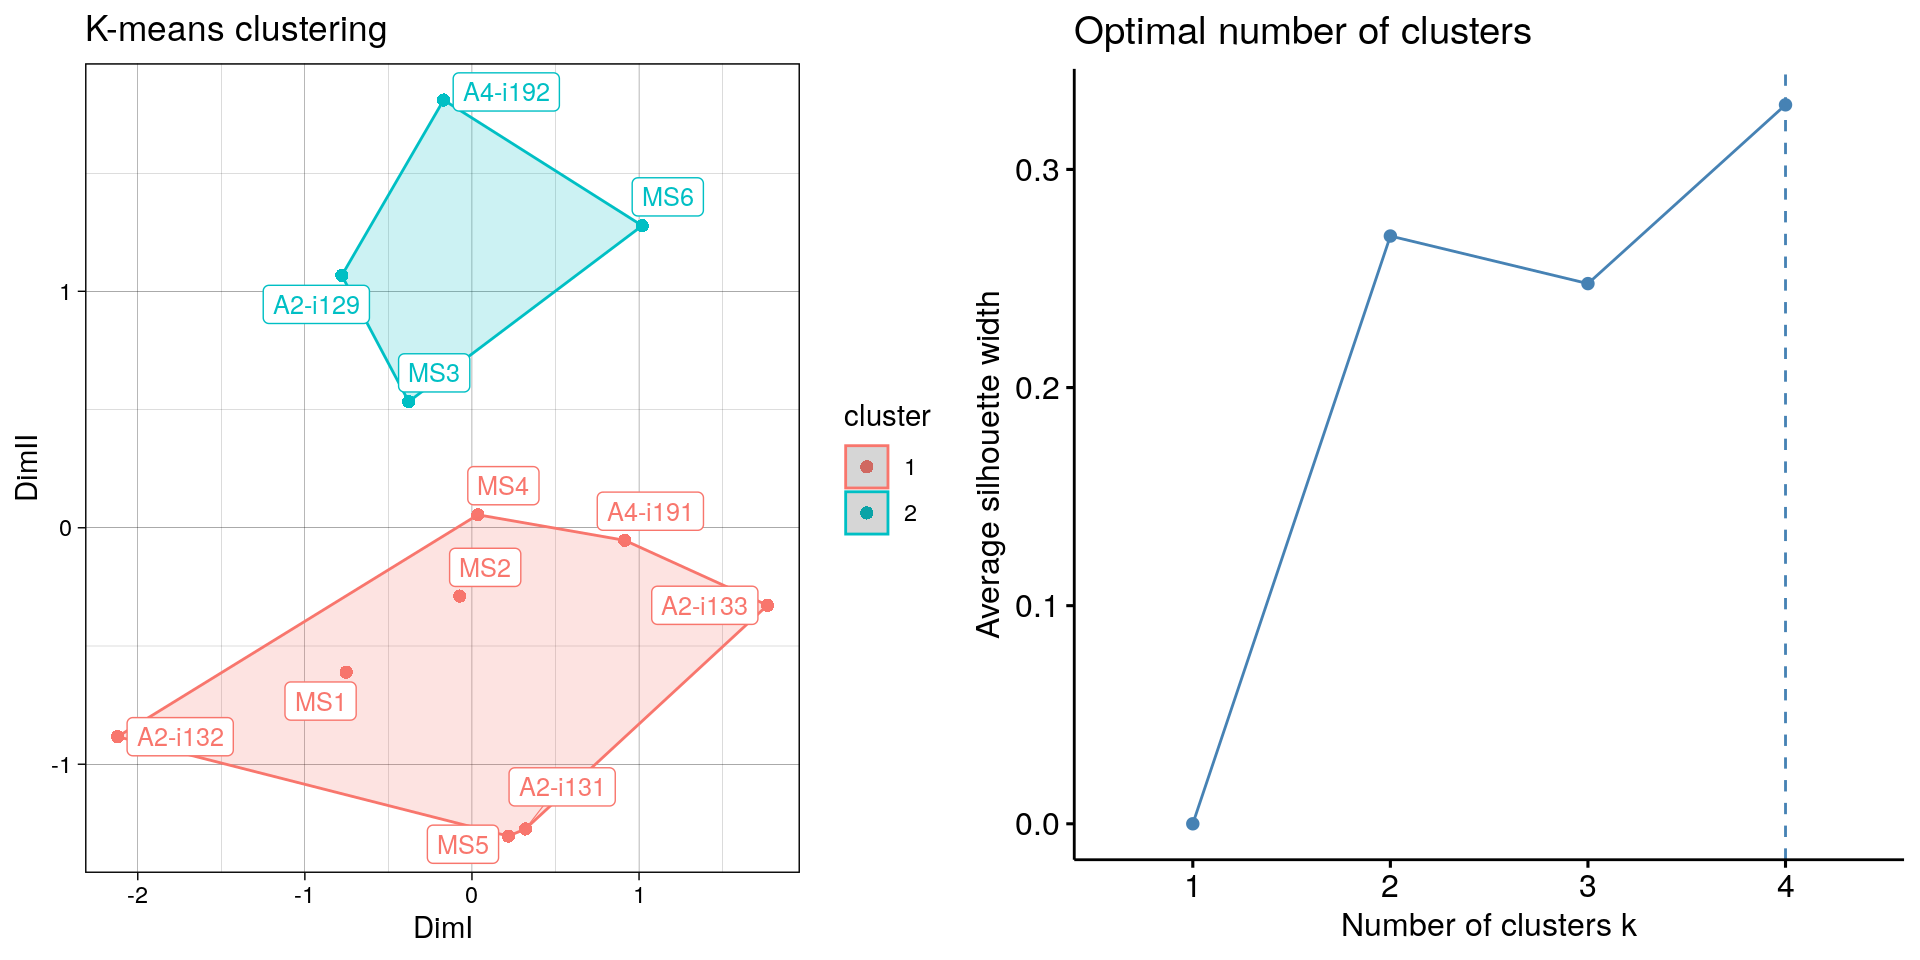 K-means clustering
A4-i192
MS6
A2-i129
MS3
MS4
A4-i191
MS2
A2-i133
MS1
A2-i132
A2-i131
MS5
1
0
-1
-2
-1
0
1
DimI
DimII
cluster
1
2
Optimal number of clusters
0.3
0.2
0.1
0.0
1
2
3
4
Number of clusters k
Average silhouette width